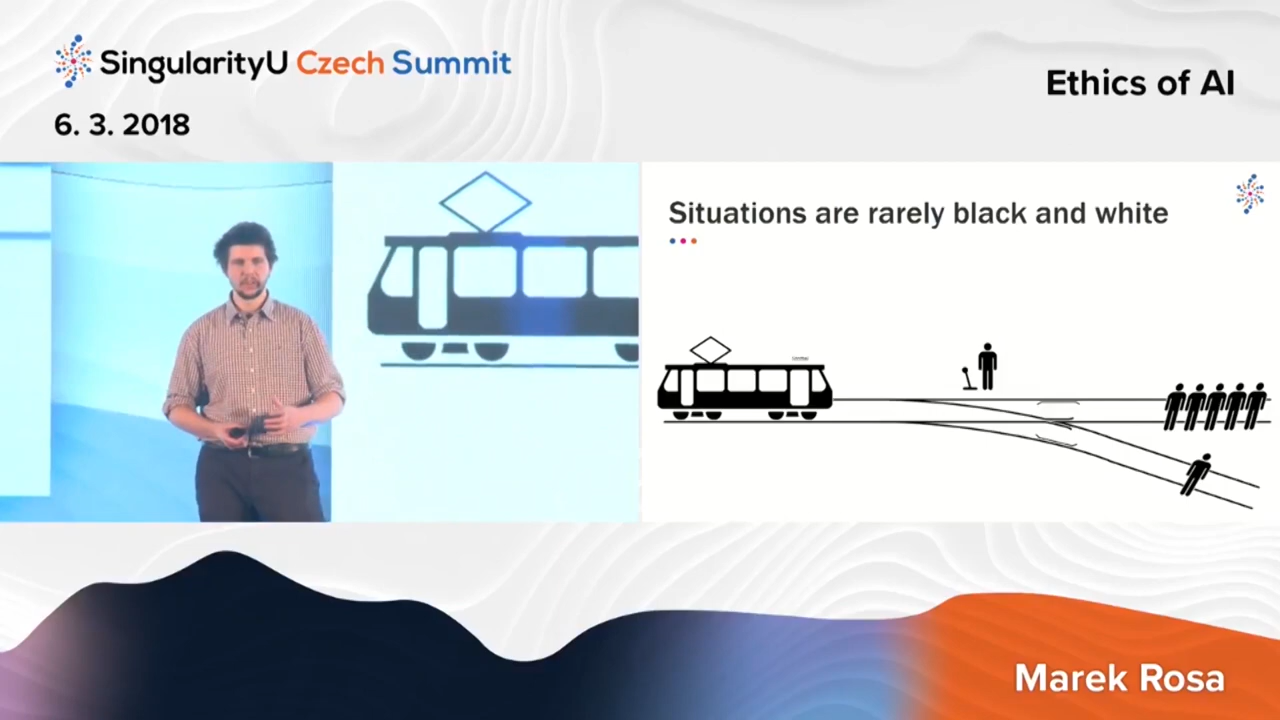 SingularityU Czech Summit
6. 3. 2018
Ethics of AI
Situations are rarely black and white
Marek Rosa